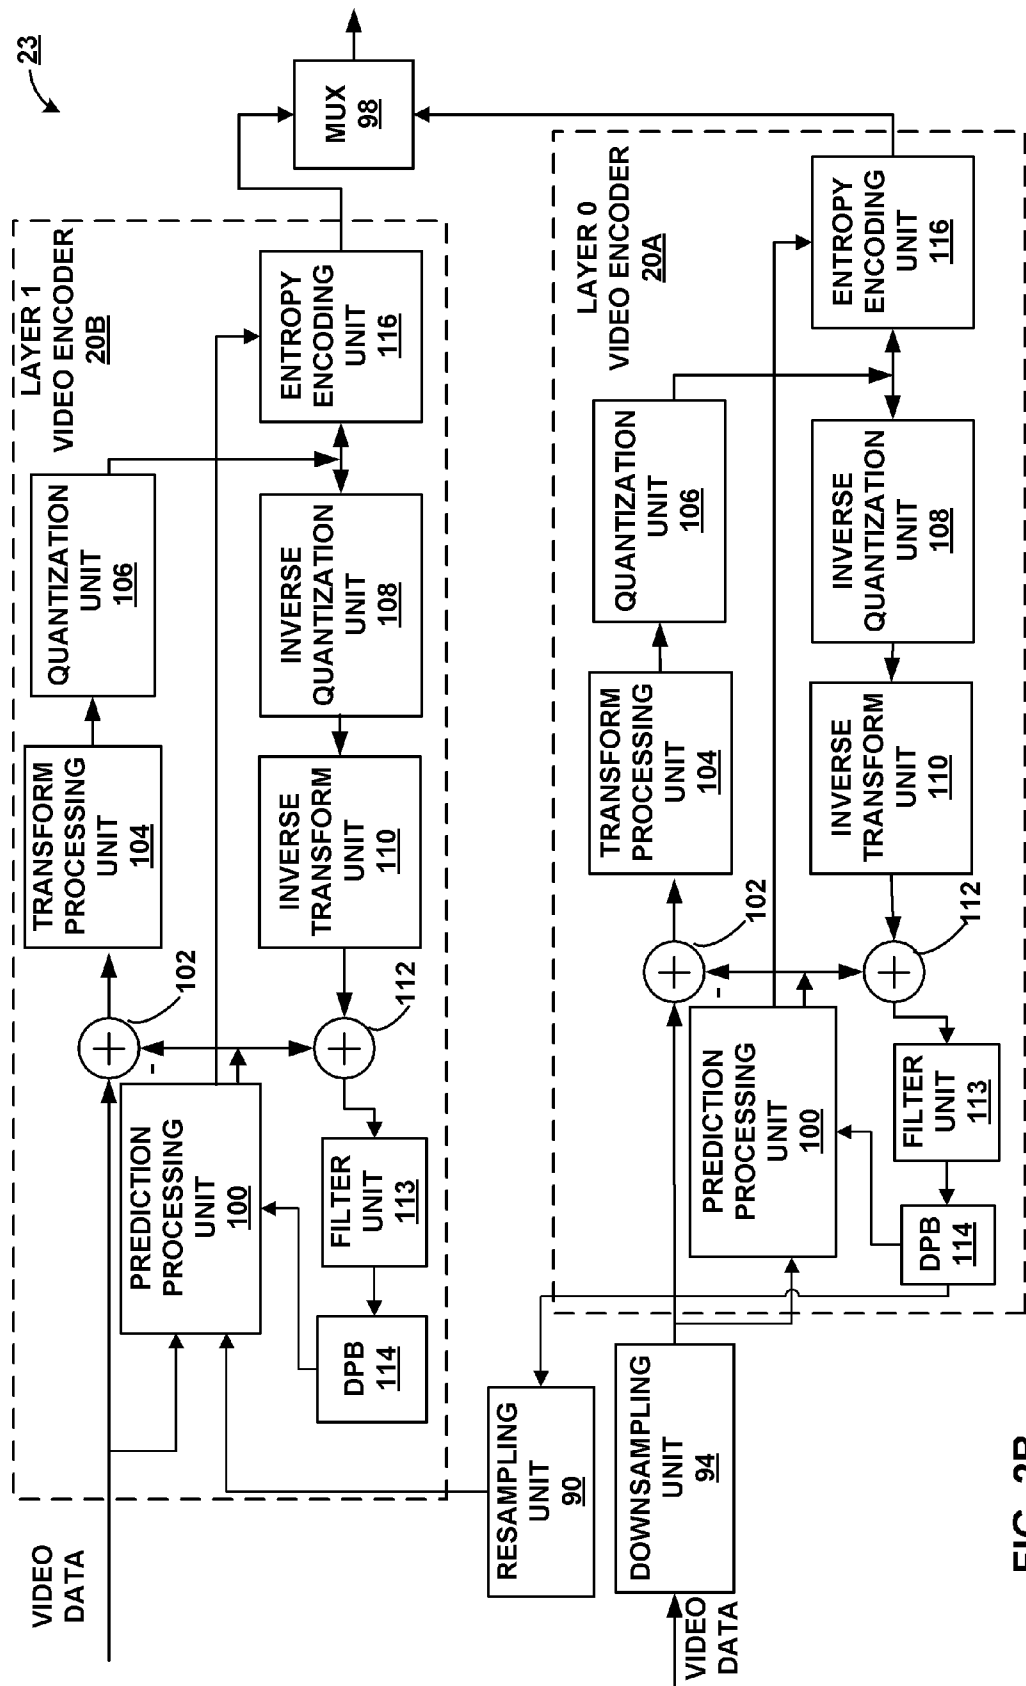 23
VIDEO
DATA
LAYER 1
VIDEO ENCODER
20B
TRANSFORM
PROCESSING
UNIT
104
QUANTIZATION
UNIT
106
102
-
PREDICTION
PROCESSING
UNIT
100
INVERSE
TRANSFORM
UNIT
110
INVERSE
QUANTIZATION
UNIT
108
ENTROPY
ENCODING
UNIT
116
MUX
98
112
FILTER
UNIT
113
DPB
114
RESAMPLING
UNIT
90
DOWNSAMPLING
UNIT
94
VIDEO
DATA
LAYER 0
VIDEO ENCODER
20A
TRANSFORM
PROCESSING
UNIT
104
QUANTIZATION
UNIT
106
102
-
PREDICTION
PROCESSING
UNIT
100
INVERSE
TRANSFORM
UNIT
110
INVERSE
QUANTIZATION
UNIT
108
ENTROPY
ENCODING
UNIT
116
112
FILTER
UNIT
113
DPB
114
FIG.